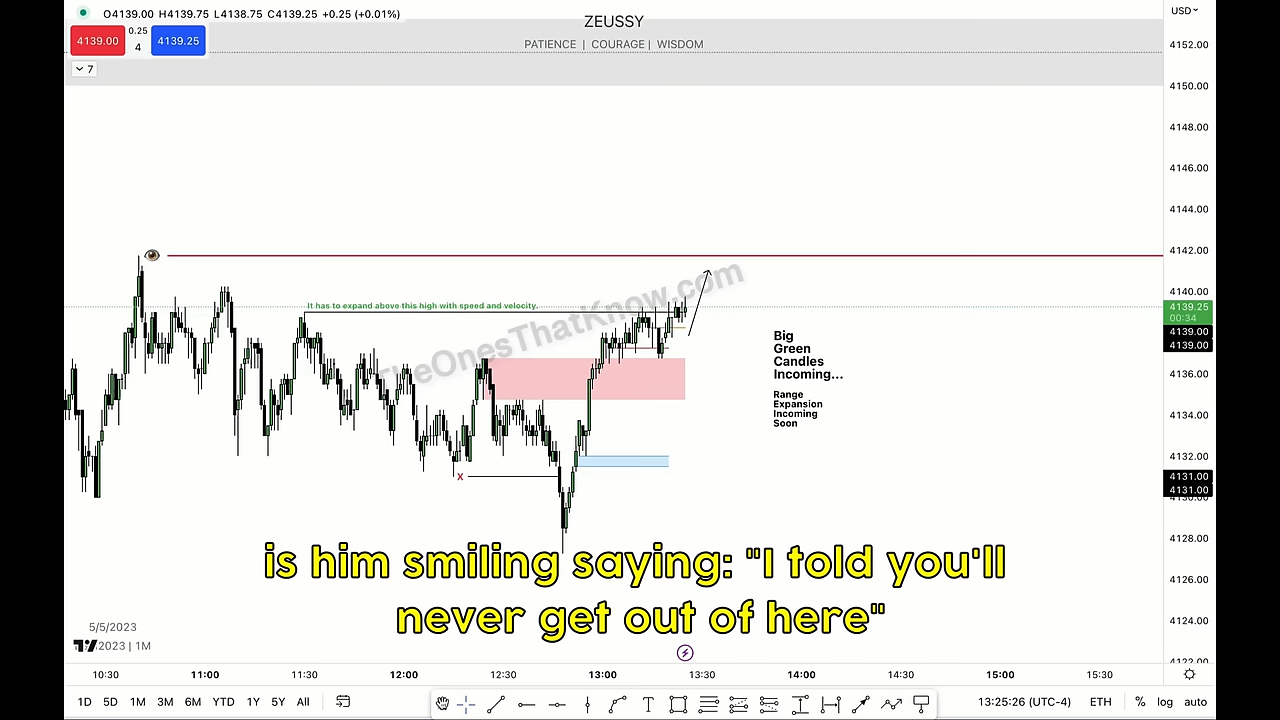 O4139.00 H4139.75 L4138.75 C4139.25 +0.25 (+0.01%)
ZEUSSY
USD
4139.00
0.25
4
4139.25
PATIENCE | COURAGE | WISDOM
7
4152.00
4150.00
4148.00
4146.00
4144.00
4142.00
4140.00
It has to expand above this high with speed and velocity.
4139.25
00:34
4139.00
4139.00
TheOnesThatKnow.com
Big
Green
Candles
Incoming...
4136.00
Range
Expansion
Incoming
Soon
4134.00
4132.00
X
4131.00
4131.00
4130.00
4128.00
is him smiling saying: "I told you'll
never get out of here"
4126.00
4124.00
5/5/2023
2023 | 1M
4122.00
10:30 11:00 11:30 12:00 12:30 13:00 13:30 14:00 14:30 15:00 15:30
1D 5D 1M 3M 6M YTD 1Y 5Y All
13:25:26 (UTC-4) ETH % log auto